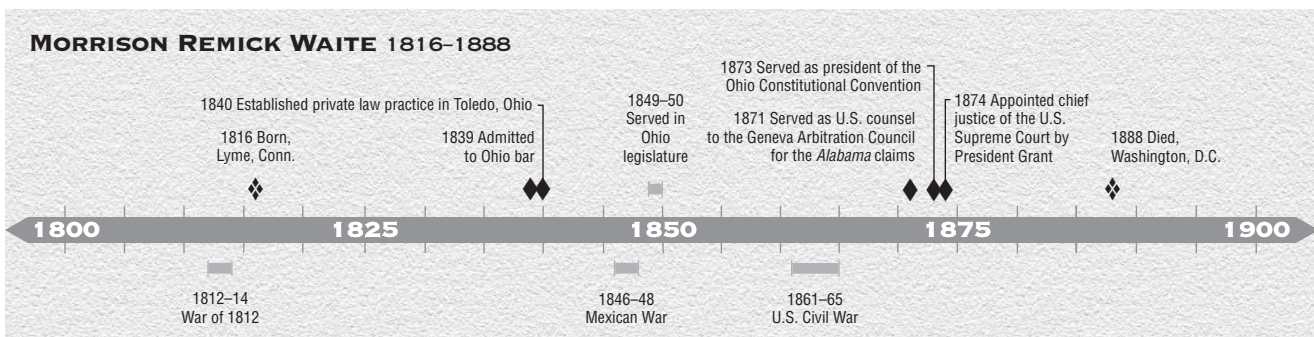 MORRISON REMICK WAITE 1816–1888
1873 Served as president of the
Ohio Constitutional Convention
1840 Established private law practice in Toledo, Ohio
1816 Born,
Lyme, Conn.
1839 Admitted
to Ohio bar
1849–50
Served in
Ohio
legislature
1871 Served as U.S. counsel
to the Geneva Arbitration Council
for the Alabama claims
1874 Appointed chief
justice of the U.S.
Supreme Court by
President Grant
1888 Died,
Washington, D.C.
1800 1825 1850 1875 1900
1812–14
War of 1812
1846–48
Mexican War
1861–65
U.S. Civil War